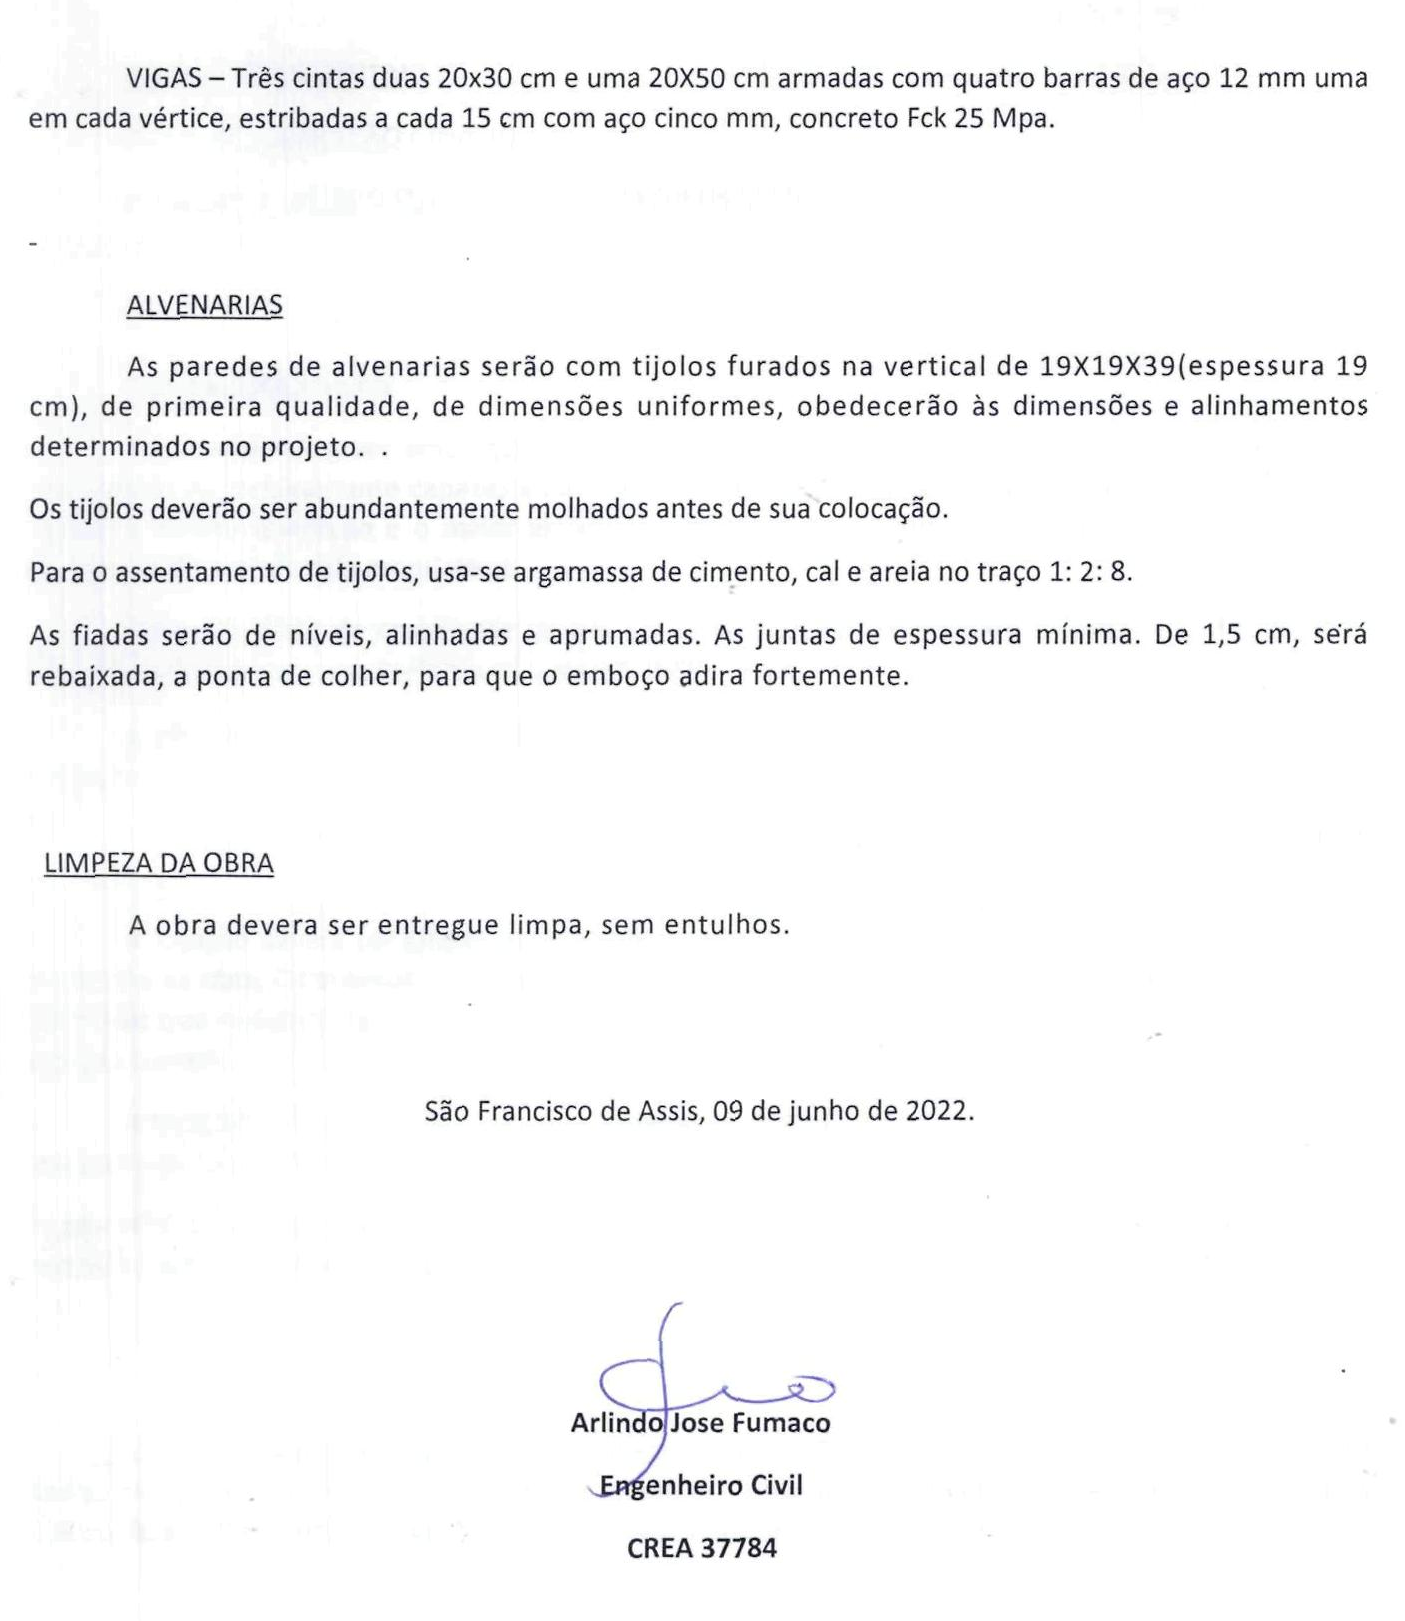 VIGAS – Três cintas duas 20x30 cm e uma 20X50 cm armadas com quatro barras de aço 12 mm uma
em cada vértice, estribadas a cada 15 cm com aço cinco mm, concreto Fck 25 Mpa.
-
ALVENARIAS
As paredes de alvenarias serão com tijolos furados na vertical de 19X19X39(espessura 19
cm), de primeira qualidade, de dimensões uniformes, obedecerão às dimensões e alinhamentos
determinados no projeto. .
Os tijolos deverão ser abundantemente molhados antes de sua colocação.
Para o assentamento de tijolos, usa-se argamassa de cimento, cal e areia no traço 1: 2: 8.
As fiadas serão de níveis, alinhadas e aprumadas. As juntas de espessura mínima. De 1,5 cm, será
rebaixada, a ponta de colher, para que o emboço adira fortemente.
LIMPEZA DA OBRA
A obra devera ser entregue limpa, sem entulhos.
São Francisco de Assis, 09 de junho de 2022.
Arlindo Jose Fumaco
Engenheiro Civil
CREA 37784